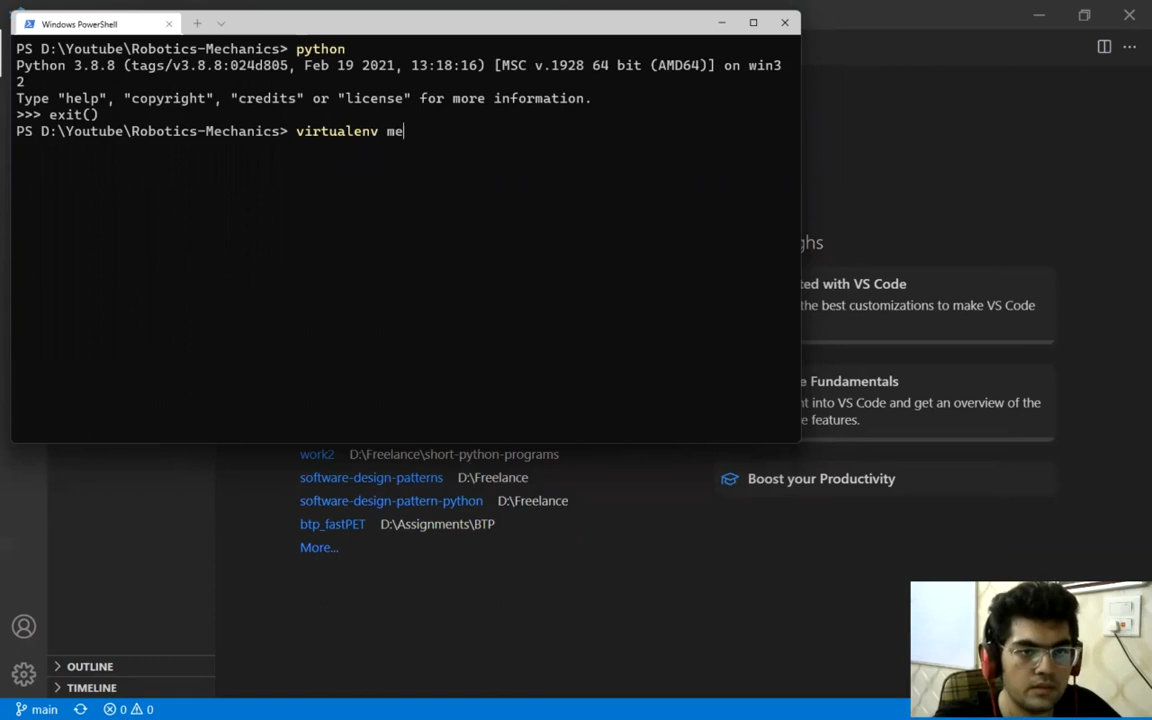 Windows PowerShell
PS D:\Youtube\Robotics-Mechanics> python
Python 3.8.8 (tags/v3.8.8:024d805, Feb 19 2021, 13:18:16) [MSC v.1928 64 bit (AMD64)] on win3
2
Type "help", "copyright", "credits" or "license" for more information.
>>> exit()
PS D:\Youtube\Robotics-Mechanics> virtualenv me
ghs
ted with VS Code
the best customizations to make VS Code
e Fundamentals
nt into VS Code and get an overview of the
e features.
work2 D:\Freelance\short-python-programs
software-design-patterns D:\Freelance
software-design-pattern-python D:\Freelance
btp_fastPET D:\Assignments\BTP
More...
Boost your Productivity
OUTLINE
TIMELINE
main 0 0